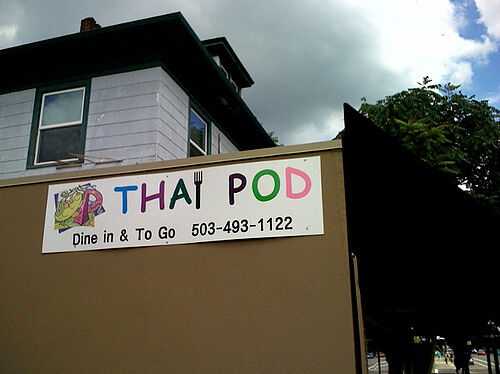 THAI POD
Dine in & To Go 503-493-1122